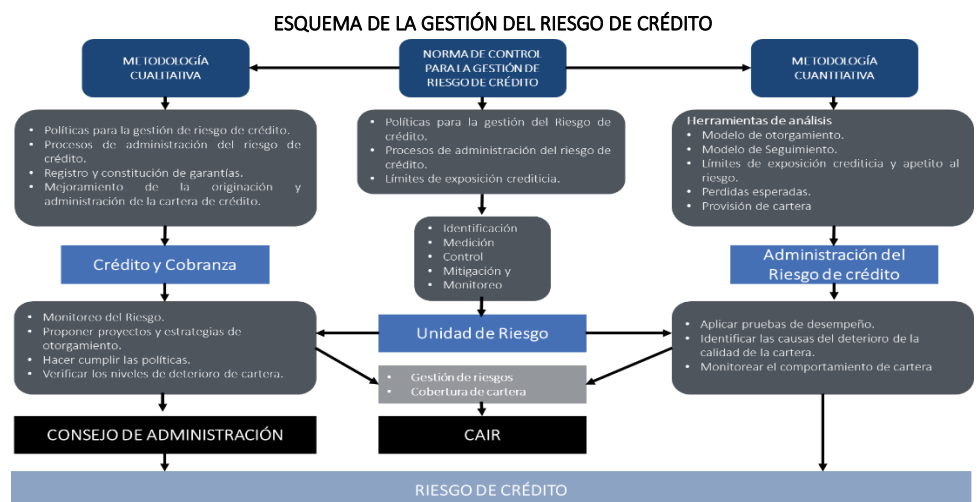 ESQUEMA DE LA GESTIÓN DEL RIESGO DE CRÉDITO
METODOLOGÍA
CUALITATIVA
NORMA DE CONTROL
PARA LA GESTIÓN DE
RIESGO DE CRÉDITO
METODOLOGÍA
CUANTITATIVA
• Políticas para la gestión de riesgo de crédito.
• Procesos de administración del riesgo de
crédito.
• Registro y constitución de garantías.
• Mejoramiento de la originación y
administración de la cartera de crédito.
• Políticas para la gestión del Riesgo de
crédito.
• Procesos de administración del riesgo de
crédito.
• Límites de exposición crediticia.
Herramientas de análisis
• Modelo de otorgamiento.
• Modelo de Seguimiento.
• Límites de exposición crediticia y apetito al
riesgo.
• Perdidas esperadas.
• Provisión de cartera
• Identificación
• Medición
• Control
• Mitigación y
• Monitoreo
Crédito y Cobranza
Administración del
Riesgo de crédito
• Monitoreo del Riesgo.
• Proponer proyectos y estrategias de
otorgamiento.
• Hacer cumplir las políticas.
• Verificar los niveles de deterioro de cartera.
Unidad de Riesgo
• Aplicar pruebas de desempeño.
• Identificar las causas del deterioro de la
calidad de la cartera.
• Monitorear el comportamiento de cartera
• Gestión de riesgos
• Cobertura de cartera
CONSEJO DE ADMINISTRACIÓN
CAIR
RIESGO DE CRÉDITO